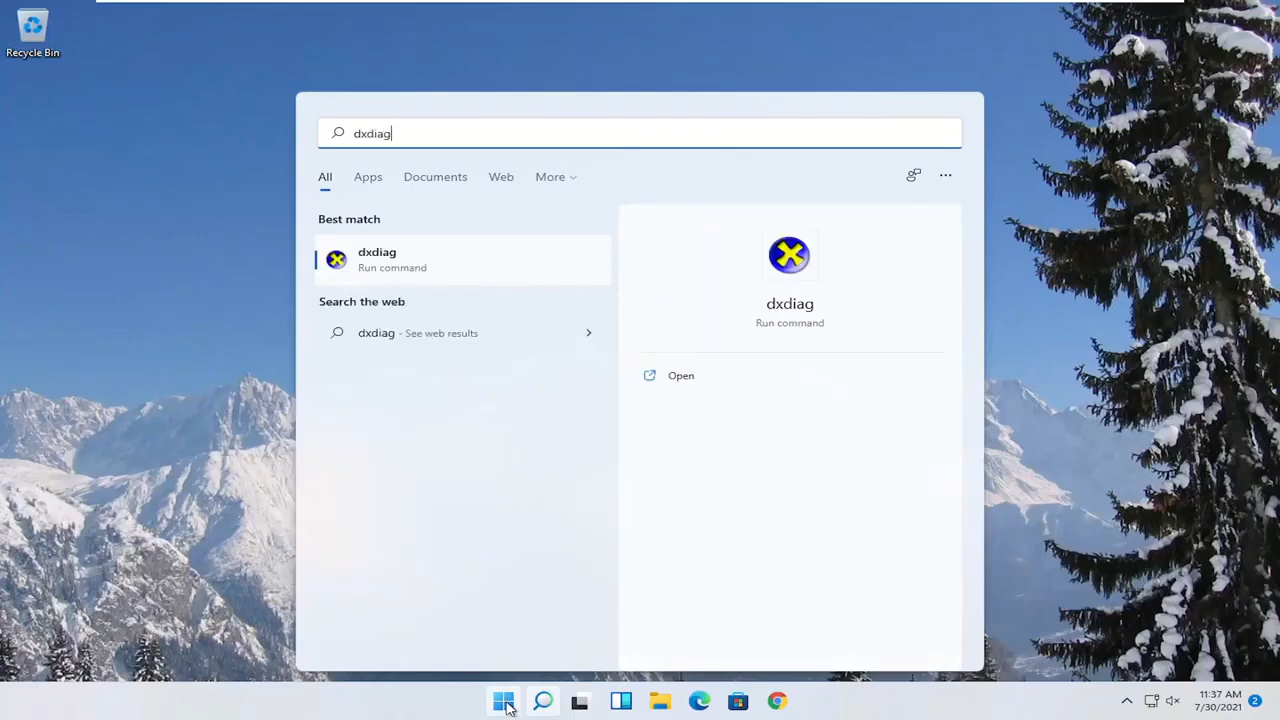 Recycle Bin
dxdiag
All Apps Documents Web More
Best match
dxdiag
Run command
Search the web
dxdiag - See web results
dxdiag
Run command
Open
11:37 AM
7/30/2021
2